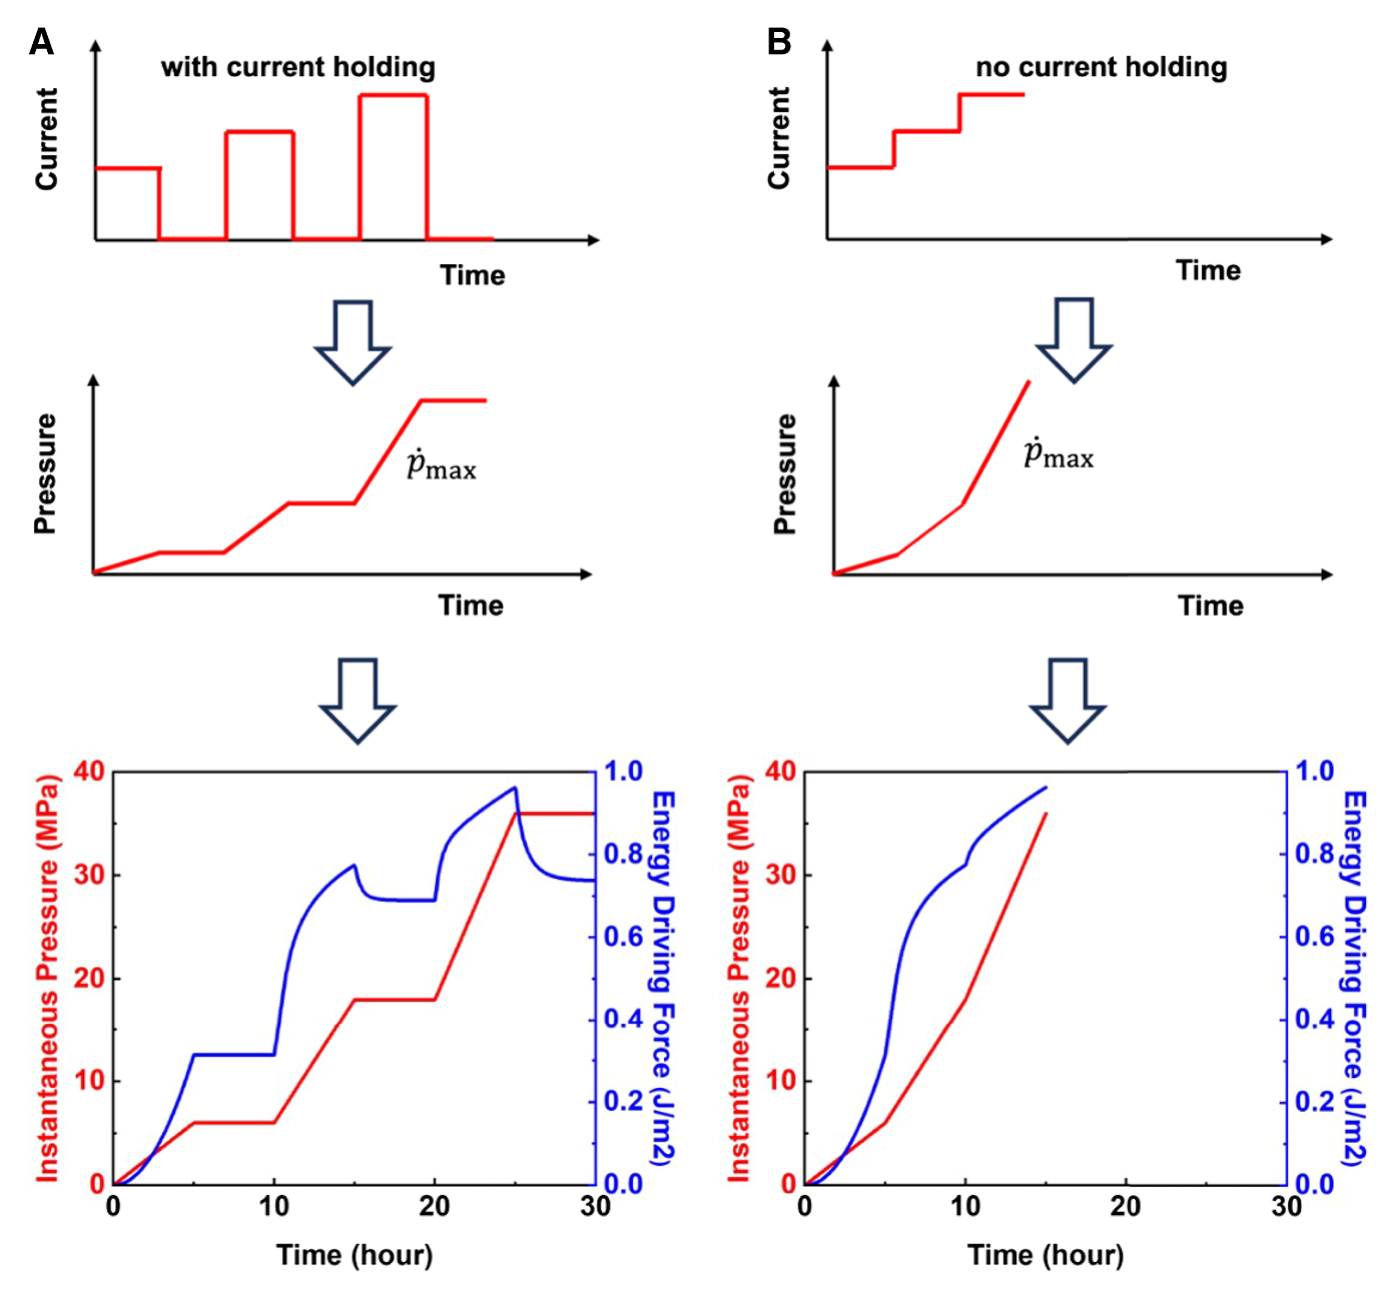 A
with current holding
Current
Time
Pressure
ṗmax
Time
Instantaneous Pressure (MPa)
40
30
20
10
0
1.0
0.8
0.6
0.4
0.2
0.0
Energy Driving Force (J/m2)
0 10 20 30
Time (hour)
B
no current holding
Current
Time
Pressure
ṗmax
Time
Instantaneous Pressure (MPa)
40
30
20
10
0
1.0
0.8
0.6
0.4
0.2
0.0
Energy Driving Force (J/m2)
0 10 20 30
Time (hour)